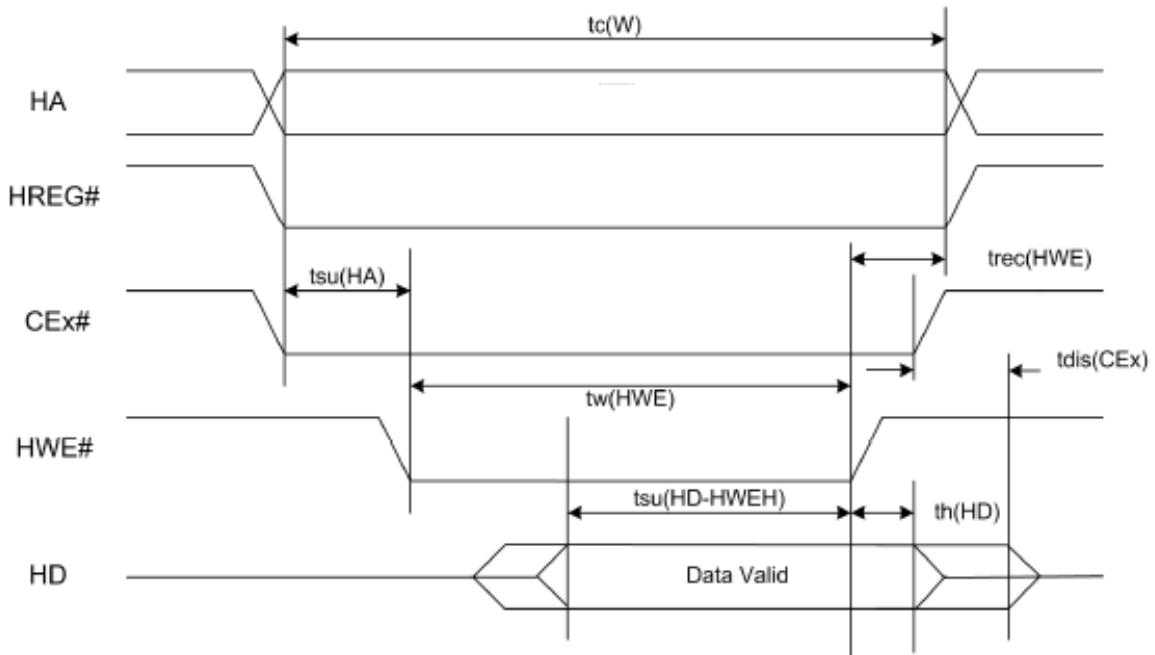 tc(W)
HA
HREG#
trec(HWE)
tsu(HA)
CEx#
tdis(CEx)
tw(HWE)
HWE#
tsu(HD-HWEH)
th(HD)
HD
Data Valid